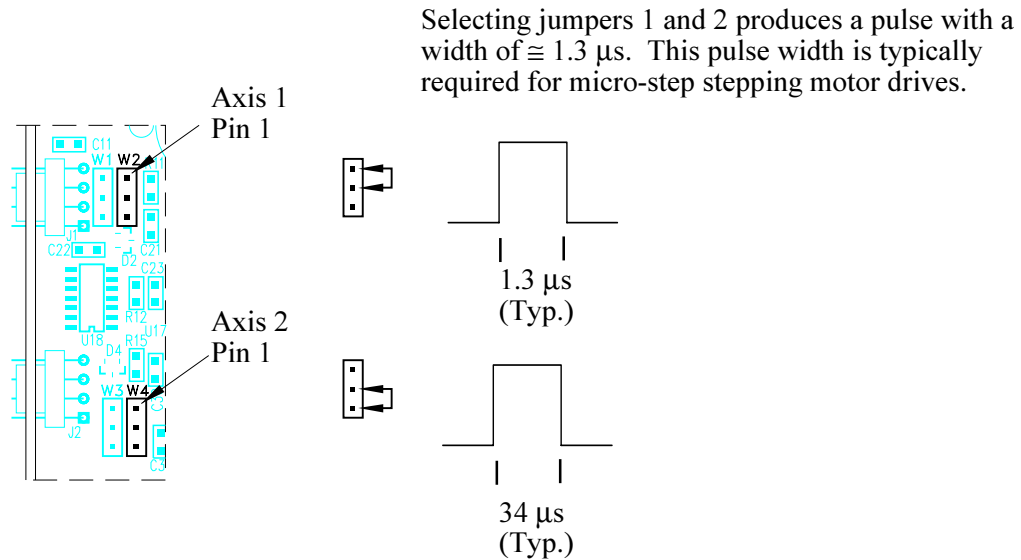 Selecting jumpers 1 and 2 produces a pulse with a
width of ≅ 1.3 μs. This pulse width is typically
required for micro-step stepping motor drives.
Axis 1
Pin 1
C11
W1 W2
J1
C22
C21
D2
C23
R12
U18
U17
Axis 2
Pin 1
D4
R15
W3 W4
J2
1.3 μs
(Typ.)
34 μs
(Typ.)